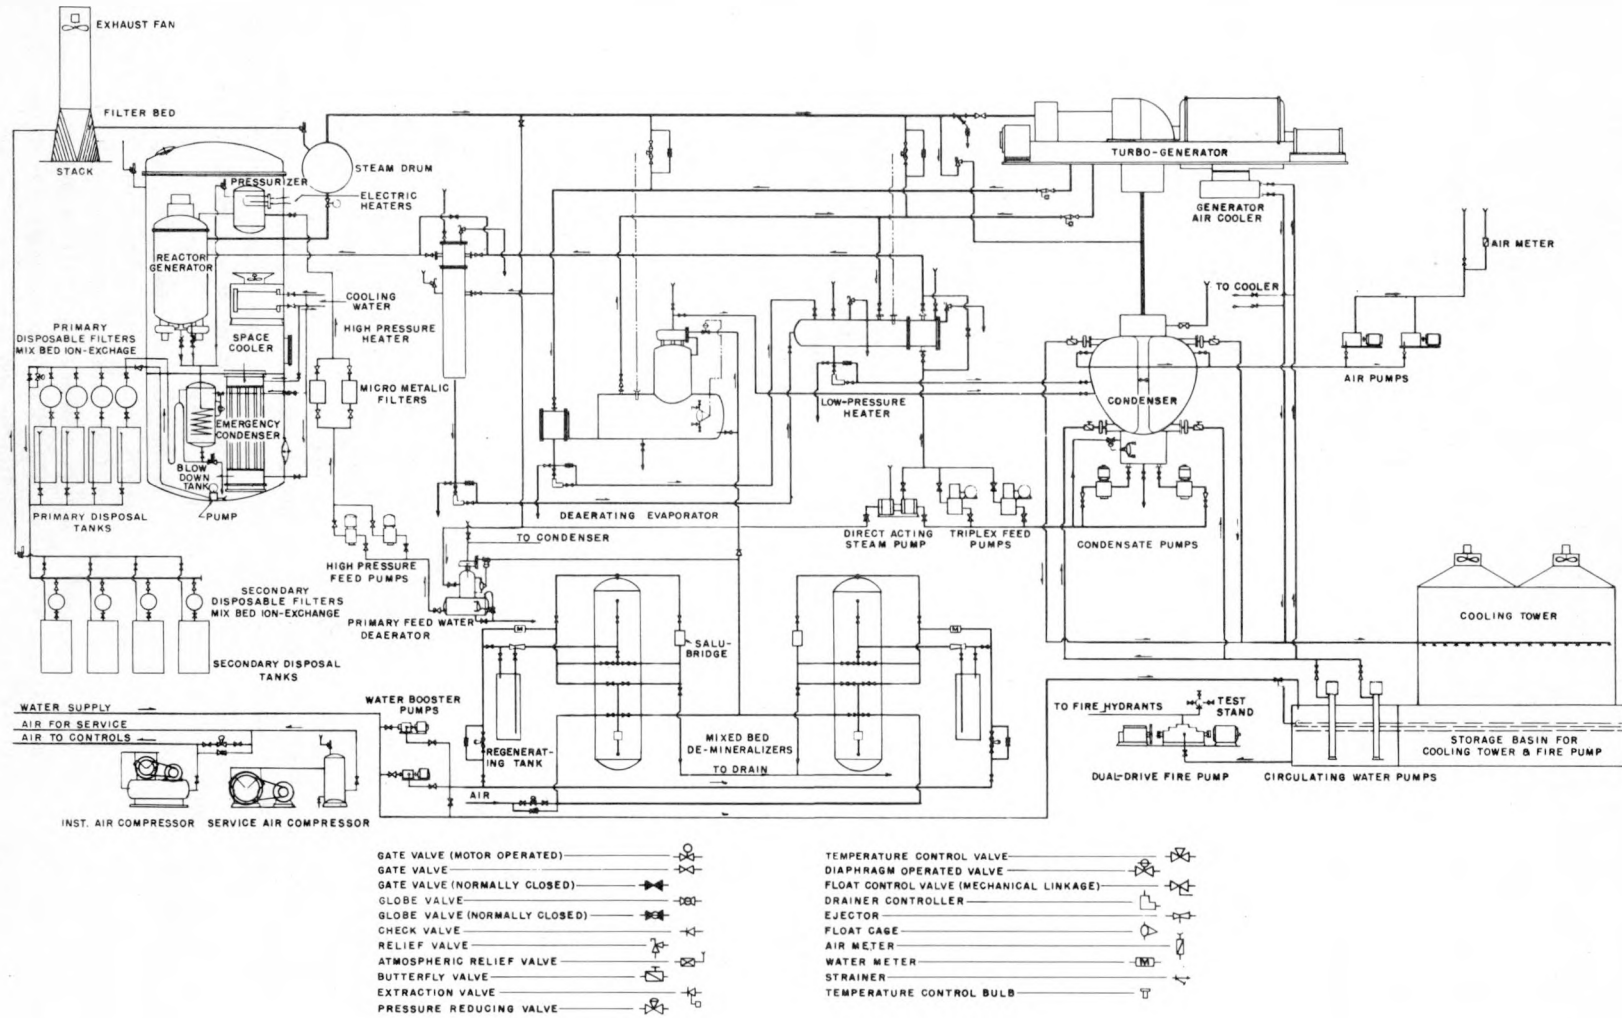 EXHAUST FAN
FILTER BED
STACK
STEAM DRUM
PRESSURIZER
ELECTRIC
HEATERS
REACTOR
GENERATOR
COOLING
WATER
SPACE
COOLER
HIGH PRESSURE
HEATER
PRIMARY
DISPOSABLE FILTERS
MIX BED ION-EXCHAGE
MICRO METALIC
FILTERS
EMERGENCY
CONDENSER
BLOW
DOWN
TANK
PUMP
PRIMARY DISPOSAL
TANKS
HIGH PRESSURE
FEED PUMPS
SECONDARY
DISPOSABLE FILTERS
MIX BED ION-EXCHANGE
SECONDARY DISPOSAL
TANKS
TURBO-GENERATOR
GENERATOR
AIR COOLER
AIR METER
TO COOLER
AIR PUMPS
CONDENSER
LOW-PRESSURE
HEATER
DEAERATING EVAPORATOR
TO CONDENSER
DIRECT ACTING
STEAM PUMP
TRIPLEX FEED
PUMPS
CONDENSATE PUMPS
PRIMARY FEED WATER
DEAERATOR
M
SALU-
BRIDGE
M
COOLING TOWER
WATER SUPPLY
AIR FOR SERVICE
AIR TO CONTROLS
WATER BOOSTER
PUMPS
REGENERAT-
ING TANK
MIXED BED
DE-MINERALIZERS
TO DRAIN
AIR
TO FIRE HYDRANTS
TEST
STAND
DUAL-DRIVE FIRE PUMP
STORAGE BASIN FOR
COOLING TOWER & FIRE PUMP
CIRCULATING WATER PUMPS
INST. AIR COMPRESSOR
SERVICE AIR COMPRESSOR
GATE VALVE (MOTOR OPERATED)
GATE VALVE
GATE VALVE (NORMALLY CLOSED)
GLOBE VALVE
GLOBE VALVE (NORMALLY CLOSED)
CHECK VALVE
RELIEF VALVE
ATMOSPHERIC RELIEF VALVE
BUTTERFLY VALVE
EXTRACTION VALVE
PRESSURE REDUCING VALVE
TEMPERATURE CONTROL VALVE
DIAPHRAGM OPERATED VALVE
FLOAT CONTROL VALVE (MECHANICAL LINKAGE)
DRAINER CONTROLLER
EJECTOR
FLOAT CAGE
AIR METER
WATER METER
M
STRAINER
TEMPERATURE CONTROL BULB